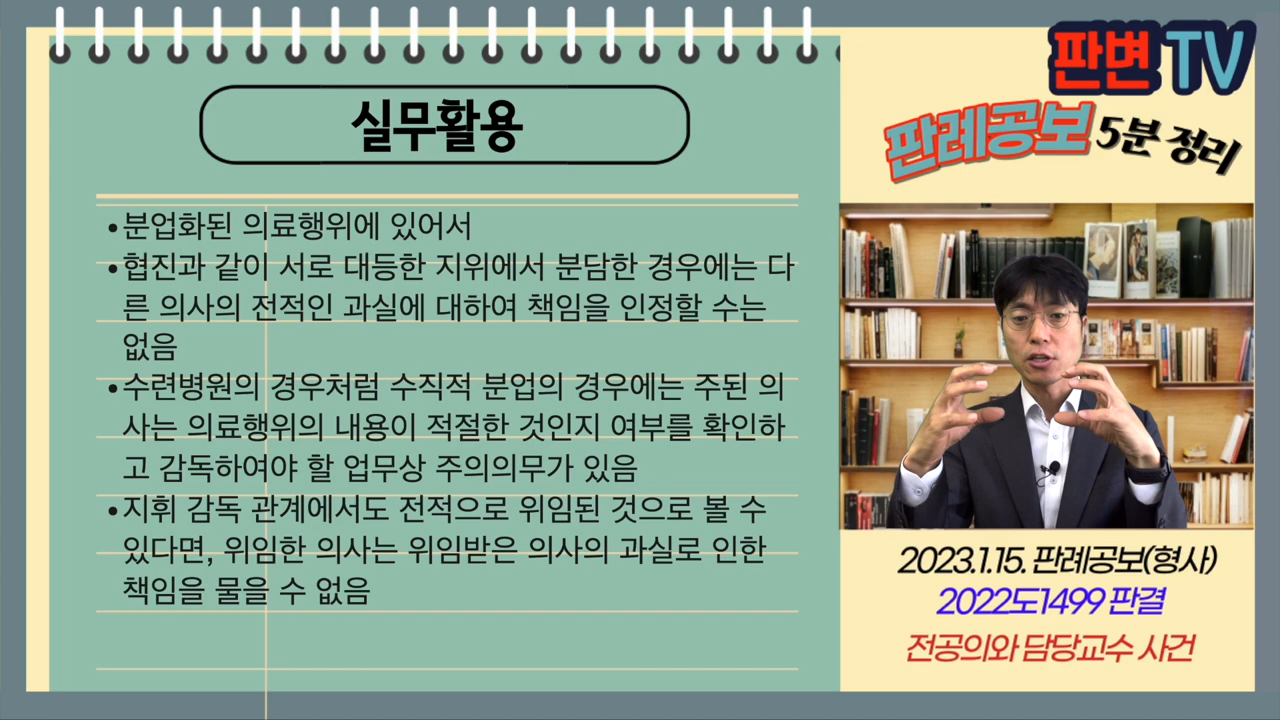 실무활용
•분업화된 의료행위에 있어서
•협진과 같이 서로 대등한 지위에서 분담한 경우에는 다
른 의사의 전적인 과실에 대하여 책임을 인정할 수는
없음
•수련병원의 경우처럼 수직적 분업의 경우에는 주된 의
사는 의료행위의 내용이 적절한 것인지 여부를 확인하
고 감독하여야 할 업무상 주의의무가 있음
•지휘 감독 관계에서도 전적으로 위임된 것으로 볼 수
있다면, 위임한 의사는 위임받은 의사의 과실로 인한
책임을 물을 수 없음
판변 TV
판례공보 5분 정리
2023.1.15. 판례공보(형사)
2022도1499 판결
전공의와 담당교수 사건